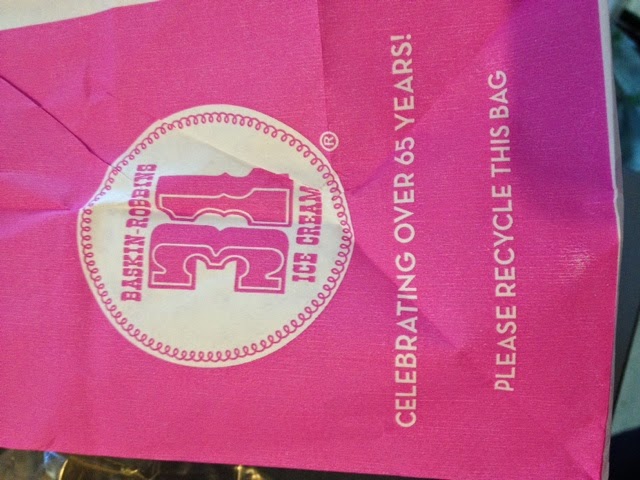 BASKIN-ROBBINS
31
ICE CREAM
®
CELEBRATING OVER 65 YEARS!
PLEASE RECYCLE THIS BAG